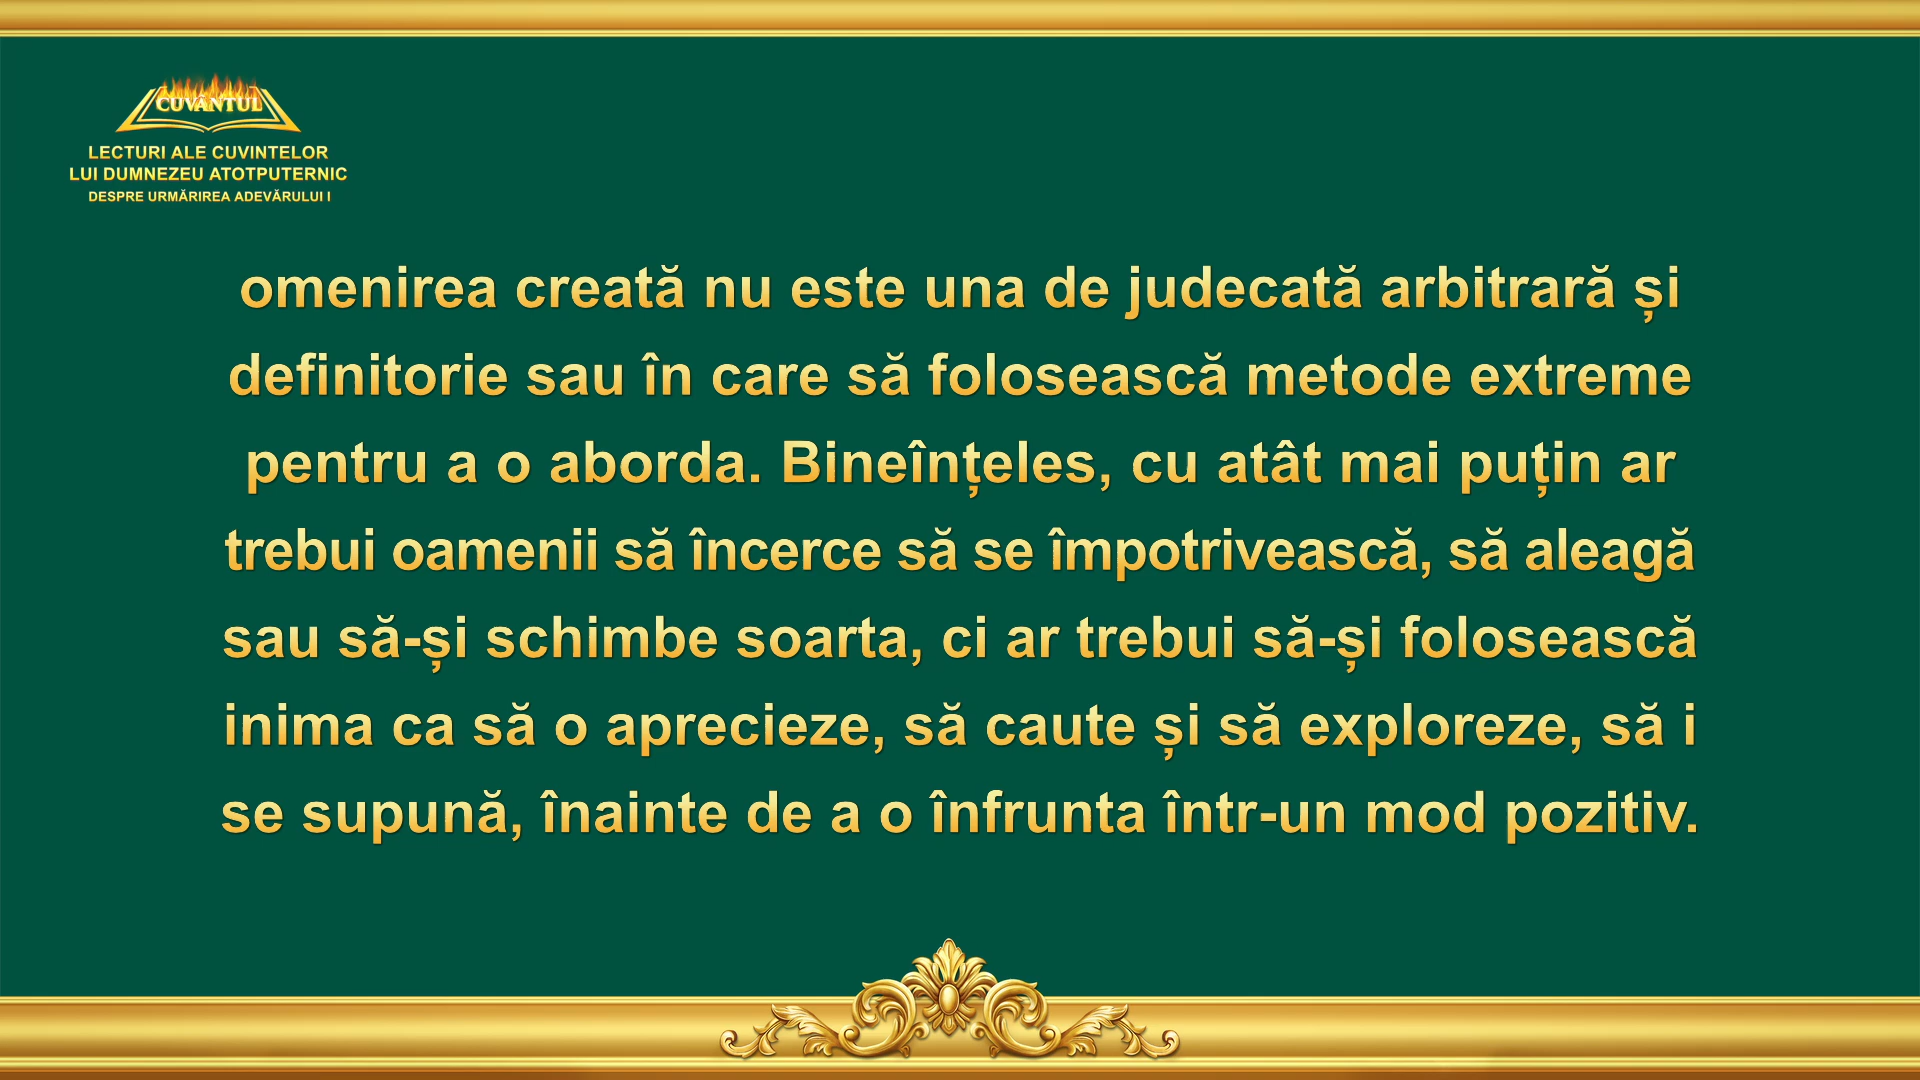 CUVÂNTUL
LECTURI ALE CUVINTELOR
LUI DUMNEZEU ATOTPUTERNIC
DESPRE URMĂRIREA ADEVĂRULUI I
omenirea creată nu este una de judecată arbitrară și
definitorie sau în care să folosească metode extreme
pentru a o aborda. Bineînțeles, cu atât mai puțin ar
trebui oamenii să încerce să se împotrivească, să aleagă
sau să-și schimbe soarta, ci ar trebui să-și folosească
inima ca să o aprecieze, să caute și să exploreze, să i
se supună, înainte de a o înfrunta într-un mod pozitiv.